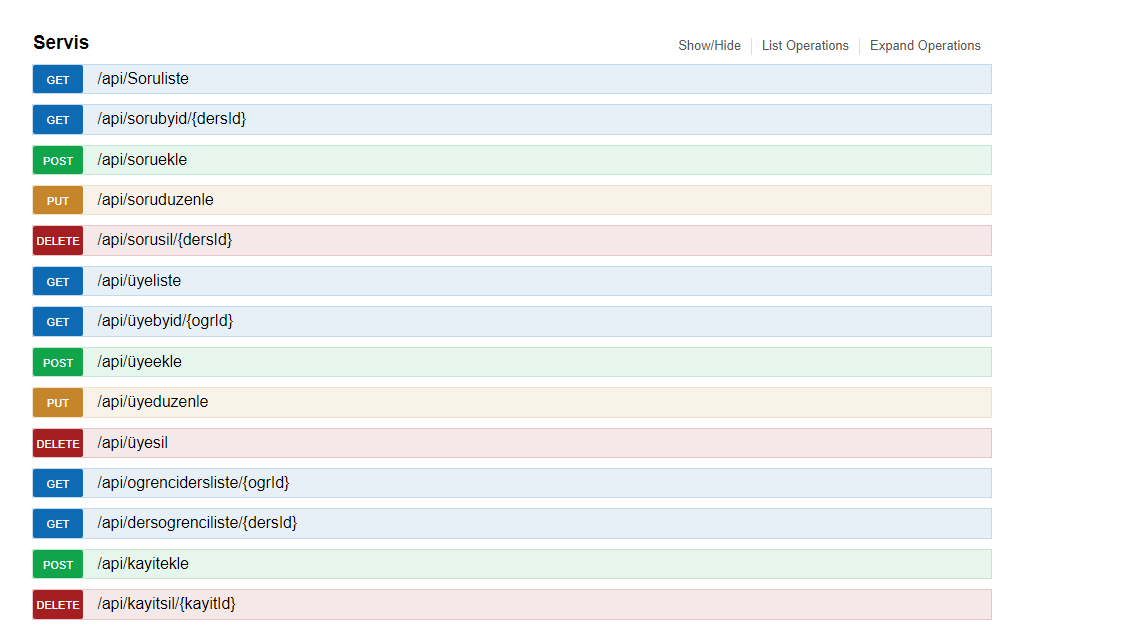 Servis Show/Hide List Operations Expand Operations
GET /api/Soruliste
GET /api/sorubyid/{dersId}
POST /api/soruekle
PUT /api/soruduzenle
DELETE /api/sorusil/{dersId}
GET /api/üyeliste
GET /api/üyebyid/{ogrId}
POST /api/üyeekle
PUT /api/üyeduzenle
DELETE /api/üyesil
GET /api/ogrencidersliste/{ogrId}
GET /api/dersogrenciliste/{dersId}
POST /api/kayitekle
DELETE /api/kayitsil/{kayitId}